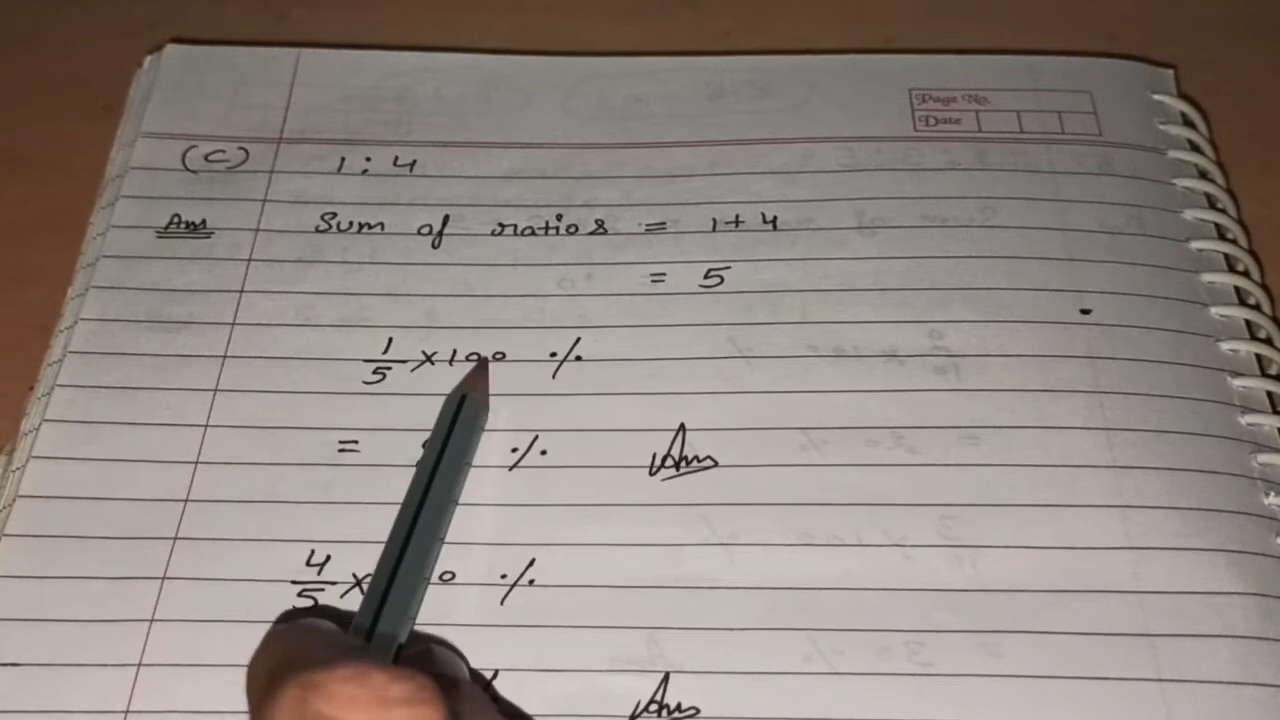 Page No.
Date
(C) 1 : 4
Ans Sum of ratios = 1 + 4
= 5
1/5 × 100 %
= % Ans
4/5 × 0 %
Ans